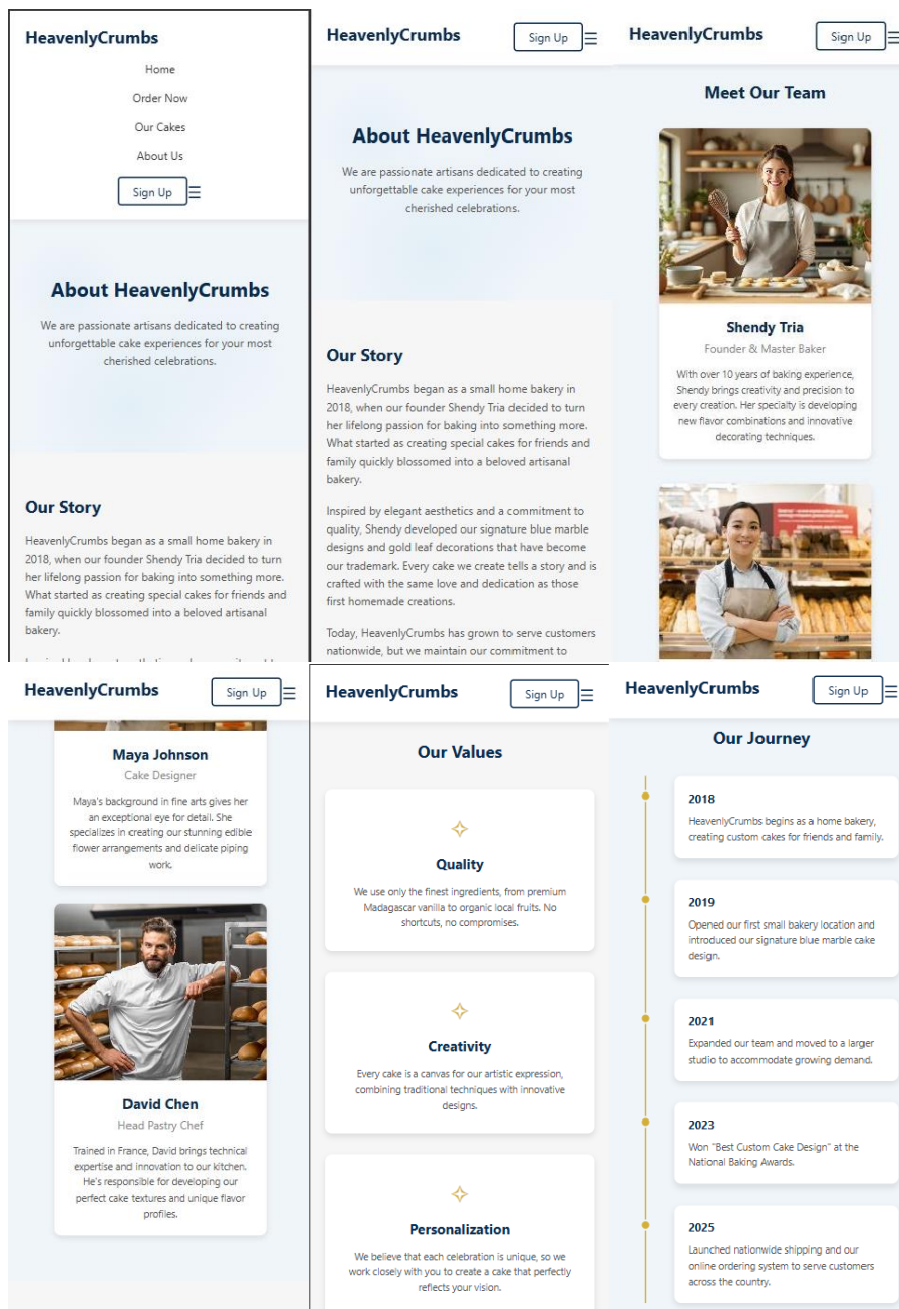 HeavenlyCrumbs
Home
Order Now
Our Cakes
About Us
Sign Up
About HeavenlyCrumbs
We are passionate artisans dedicated to creating
unforgettable cake experiences for your most
cherished celebrations.
Our Story
HeavenlyCrumbs began as a small home bakery in
2018, when our founder Shendy Tria decided to turn
her lifelong passion for baking into something more.
What started as creating special cakes for friends and
family quickly blossomed into a beloved artisanal
bakery.
HeavenlyCrumbs
Sign Up
About HeavenlyCrumbs
We are passionate artisans dedicated to creating
unforgettable cake experiences for your most
cherished celebrations.
Our Story
HeavenlyCrumbs began as a small home bakery in
2018, when our founder Shendy Tria decided to turn
her lifelong passion for baking into something more.
What started as creating special cakes for friends and
family quickly blossomed into a beloved artisanal
bakery.
Inspired by elegant aesthetics and a commitment to
quality, Shendy developed our signature blue marble
designs and gold leaf decorations that have become
our trademark. Every cake we create tells a story and is
crafted with the same love and dedication as those
first homemade creations.
Today, HeavenlyCrumbs has grown to serve customers
nationwide, but we maintain our commitment to
HeavenlyCrumbs
Sign Up
Meet Our Team
Shendy Tria
Founder & Master Baker
With over 10 years of baking experience,
Shendy brings creativity and precision to
every creation. Her specialty is developing
new flavor combinations and innovative
decorating techniques.
HeavenlyCrumbs
Sign Up
Maya Johnson
Cake Designer
Maya's background in fine arts gives her
an exceptional eye for detail. She
specializes in creating our stunning edible
flower arrangements and delicate piping
work.
David Chen
Head Pastry Chef
Trained in France, David brings technical
expertise and innovation to our kitchen.
He's responsible for developing our
perfect cake textures and unique flavor
profiles.
HeavenlyCrumbs
Sign Up
Our Values
Quality
We use only the finest ingredients, from premium
Madagascar vanilla to organic local fruits. No
shortcuts, no compromises.
Creativity
Every cake is a canvas for our artistic expression,
combining traditional techniques with innovative
designs.
Personalization
We believe that each celebration is unique, so we
work closely with you to create a cake that perfectly
reflects your vision.
HeavenlyCrumbs
Sign Up
Our Journey
2018
HeavenlyCrumbs begins as a home bakery,
creating custom cakes for friends and family.
2019
Opened our first small bakery location and
introduced our signature blue marble cake
design.
2021
Expanded our team and moved to a larger
studio to accommodate growing demand.
2023
Won "Best Custom Cake Design" at the
National Baking Awards.
2025
Launched nationwide shipping and our
online ordering system to serve customers
across the country.